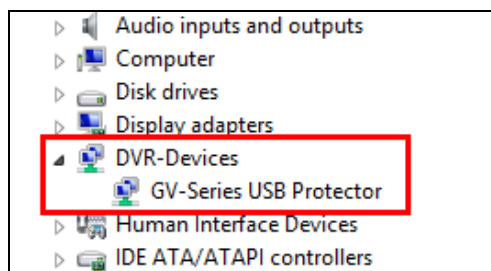 Audio inputs and outputs
Computer
Disk drives
Display adapters
DVR-Devices
GV-Series USB Protector
Human Interface Devices
IDE ATA/ATAPI controllers